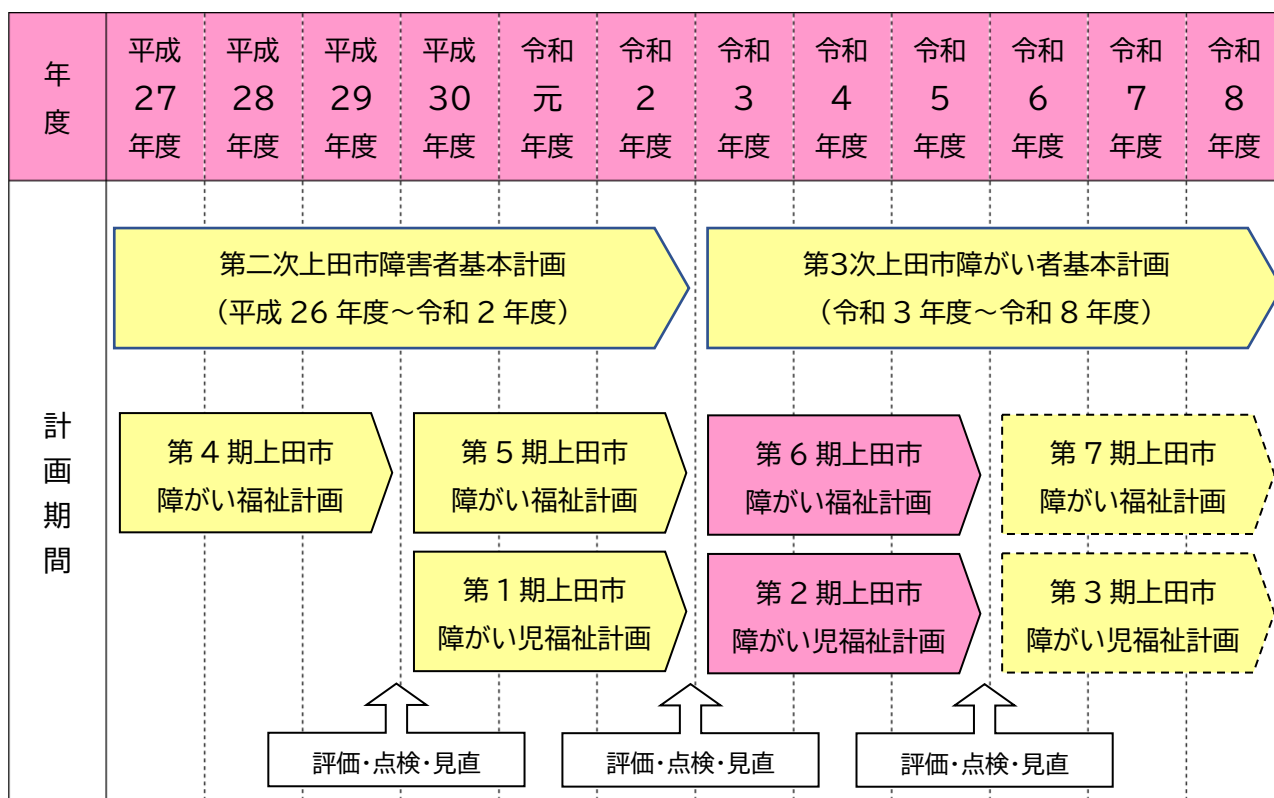 年度
平成27年度
平成28年度
平成29年度
平成30年度
令和元年度
令和2年度
令和3年度
令和4年度
令和5年度
令和6年度
令和7年度
令和8年度
計画期間
第二次上田市障害者基本計画
（平成 26 年度～令和 2 年度）
第3次上田市障がい者基本計画
（令和 3 年度～令和 8 年度）
第 4 期上田市
障がい福祉計画
第 5 期上田市
障がい福祉計画
第 6 期上田市
障がい福祉計画
第 7 期上田市
障がい福祉計画
第 1 期上田市
障がい児福祉計画
第 2 期上田市
障がい児福祉計画
第 3 期上田市
障がい児福祉計画
評価・点検・見直
評価・点検・見直
評価・点検・見直